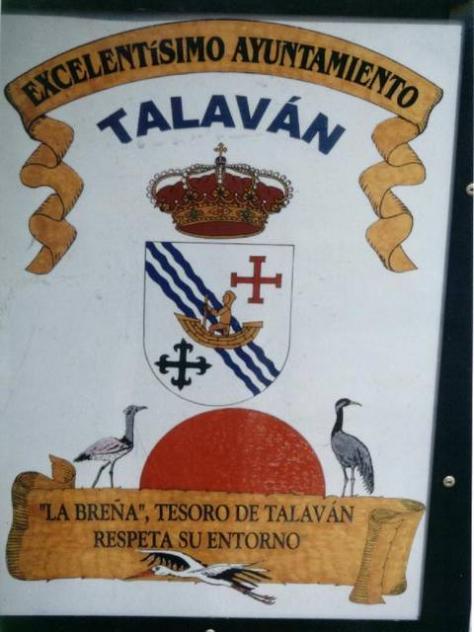 EXCELENTíSIMO AYUNTAMIENTO
TALAVÁN
"LA BREÑA", TESORO DE TALAVÁN
RESPETA SU ENTORNO